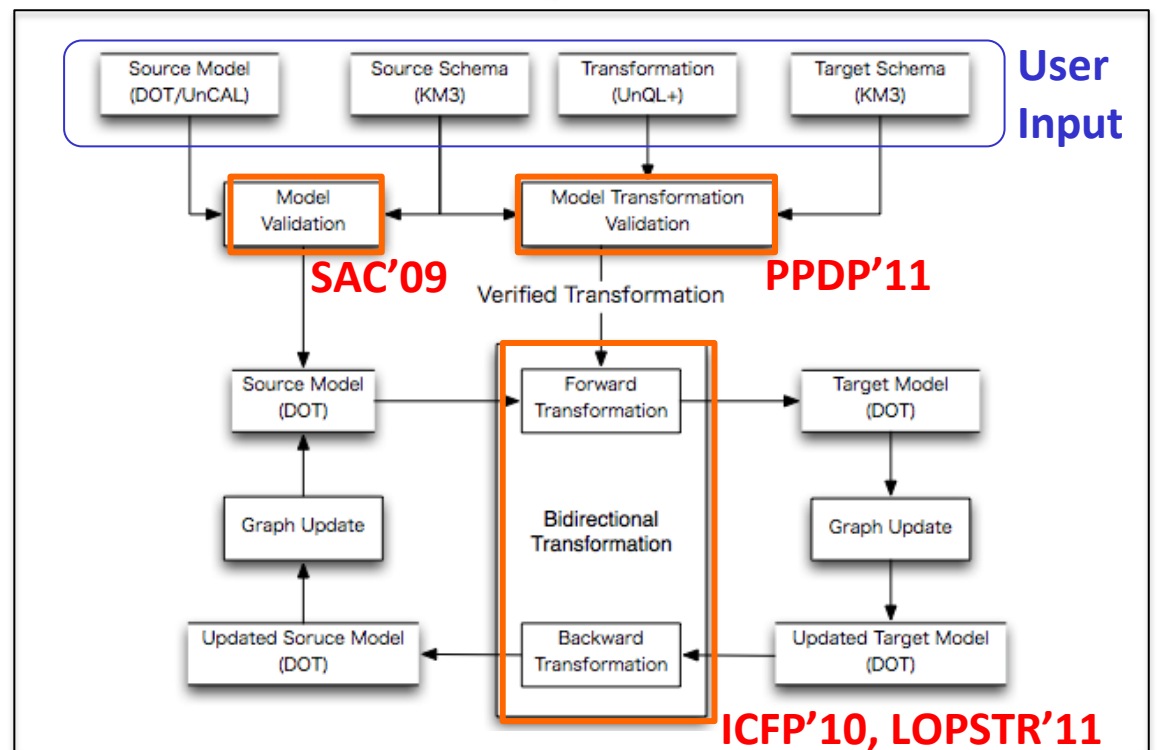 Source Model
(DOT/UnCAL)
Source Schema
(KM3)
Transformation
(UnQL+)
Target Schema
(KM3)
User
Input
Model
Validation
Model Transformation
Validation
SAC’09
PPDP’11
Verified Transformation
Source Model
(DOT)
Forward
Transformation
Target Model
(DOT)
Graph Update
Bidirectional
Transformation
Graph Update
Updated Soruce Model
(DOT)
Backward
Transformation
Updated Target Model
(DOT)
ICFP’10, LOPSTR’11